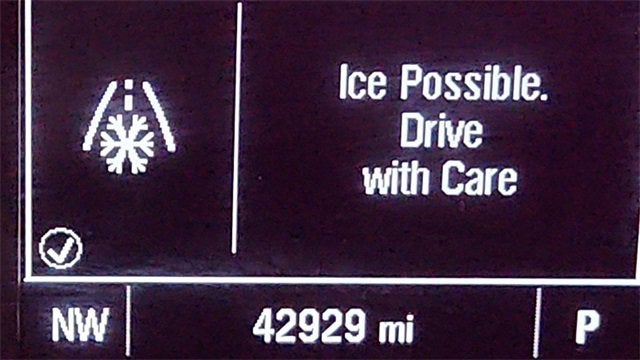 Ice Possible.
Drive
with Care
NW 42929 mi P